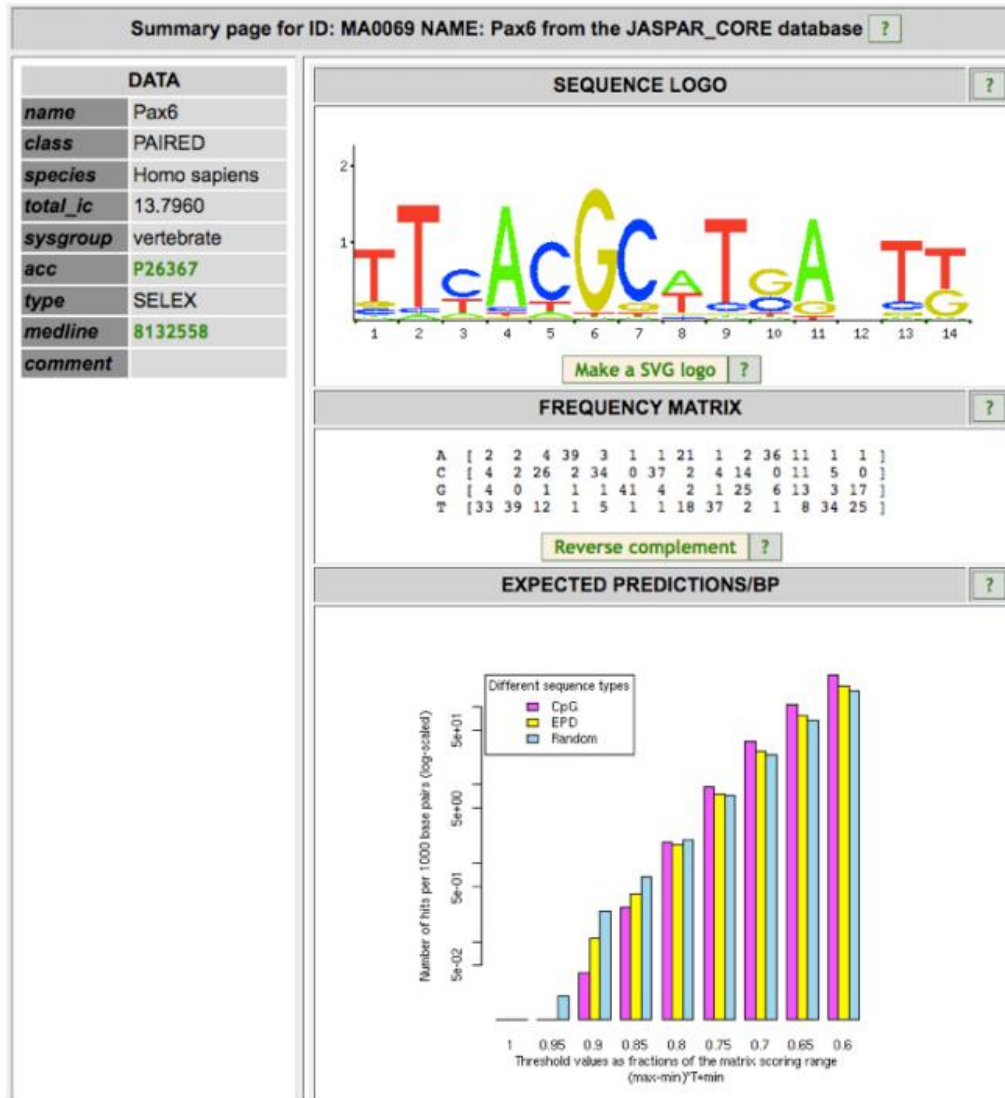 Summary page for ID: MA0069 NAME: Pax6 from the JASPAR_CORE database ?
DATA
name Pax6
class PAIRED
species Homo sapiens
total_ic 13.7960
sysgroup vertebrate
acc P26367
type SELEX
medline 8132558
comment
SEQUENCE LOGO ?
2
1
1 2 3 4 5 6 7 8 9 10 11 12 13 14
Make a SVG logo ?
FREQUENCY MATRIX ?
A [ 2 2 4 39 3 1 1 21 1 2 36 11 1 1 ]
C [ 4 2 26 2 34 0 37 2 4 14 0 11 5 0 ]
G [ 4 0 1 1 1 41 4 2 1 25 6 13 3 17 ]
T [33 39 12 1 5 1 1 18 37 2 1 8 34 25 ]
Reverse complement ?
EXPECTED PREDICTIONS/BP ?
Different sequence types
CpG
EPD
Random
Number of hits per 1000 base pairs (log-scaled)
5e+01
5e+00
5e-01
5e-02
1 0.95 0.9 0.85 0.8 0.75 0.7 0.65 0.6
Threshold values as fractions of the matrix scoring range
(max-min)*T+min